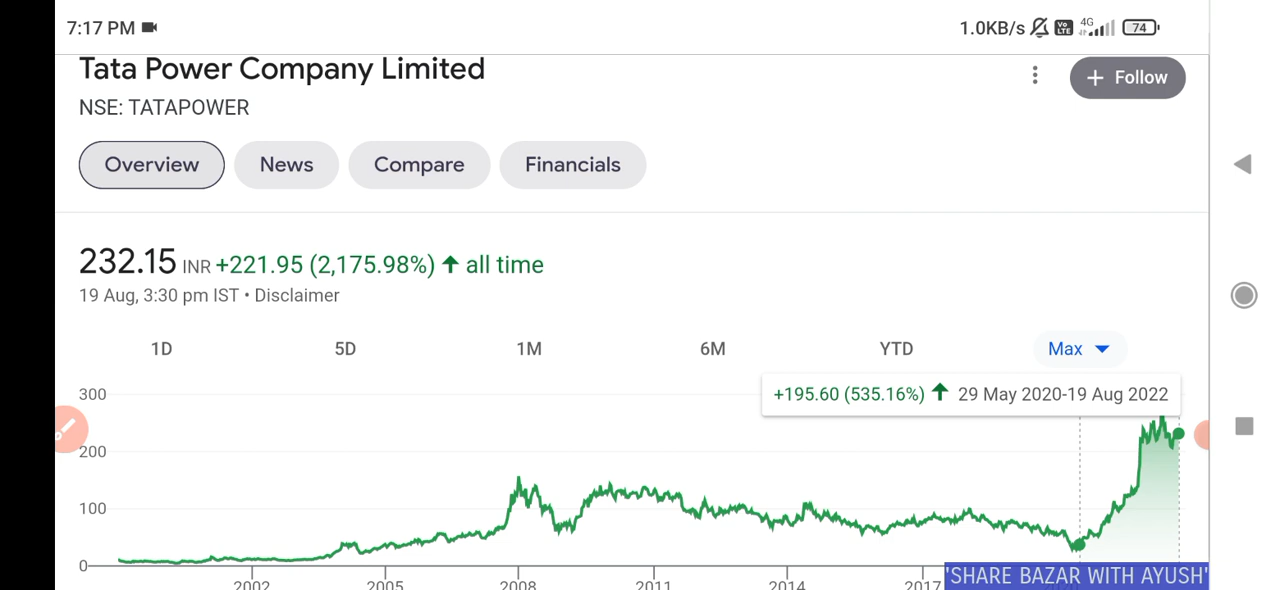 7:17 PM
1.0KB/s Vo LTE 4G 74
Tata Power Company Limited
+ Follow
NSE: TATAPOWER
Overview News Compare Financials
232.15 INR +221.95 (2,175.98%) ↑ all time
19 Aug, 3:30 pm IST • Disclaimer
1D 5D 1M 6M YTD Max
+195.60 (535.16%) ↑ 29 May 2020-19 Aug 2022
300
200
100
0
2002 2005 2008 2011 2014 2017
'SHARE BAZAR WITH AYUSH'